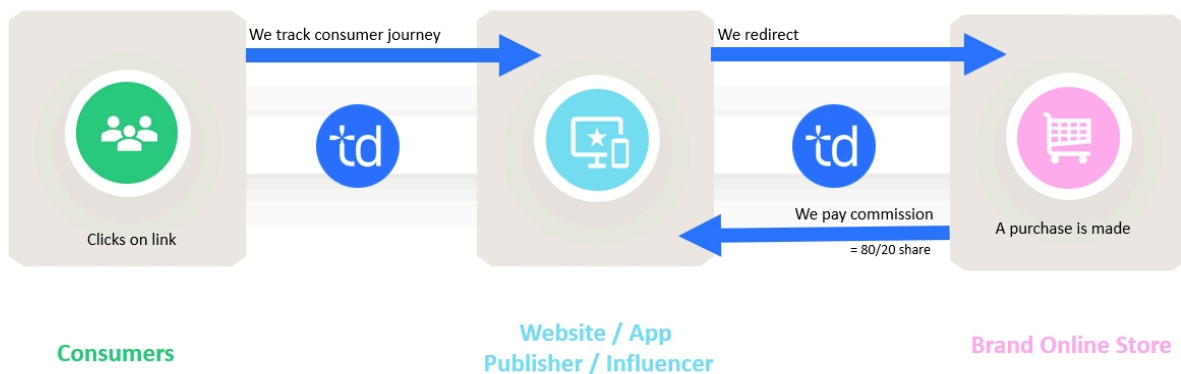 We track consumer journey
We redirect
td
td
Clicks on link
We pay commission
= 80/20 share
A purchase is made
Consumers
Website / App
Publisher / Influencer
Brand Online Store